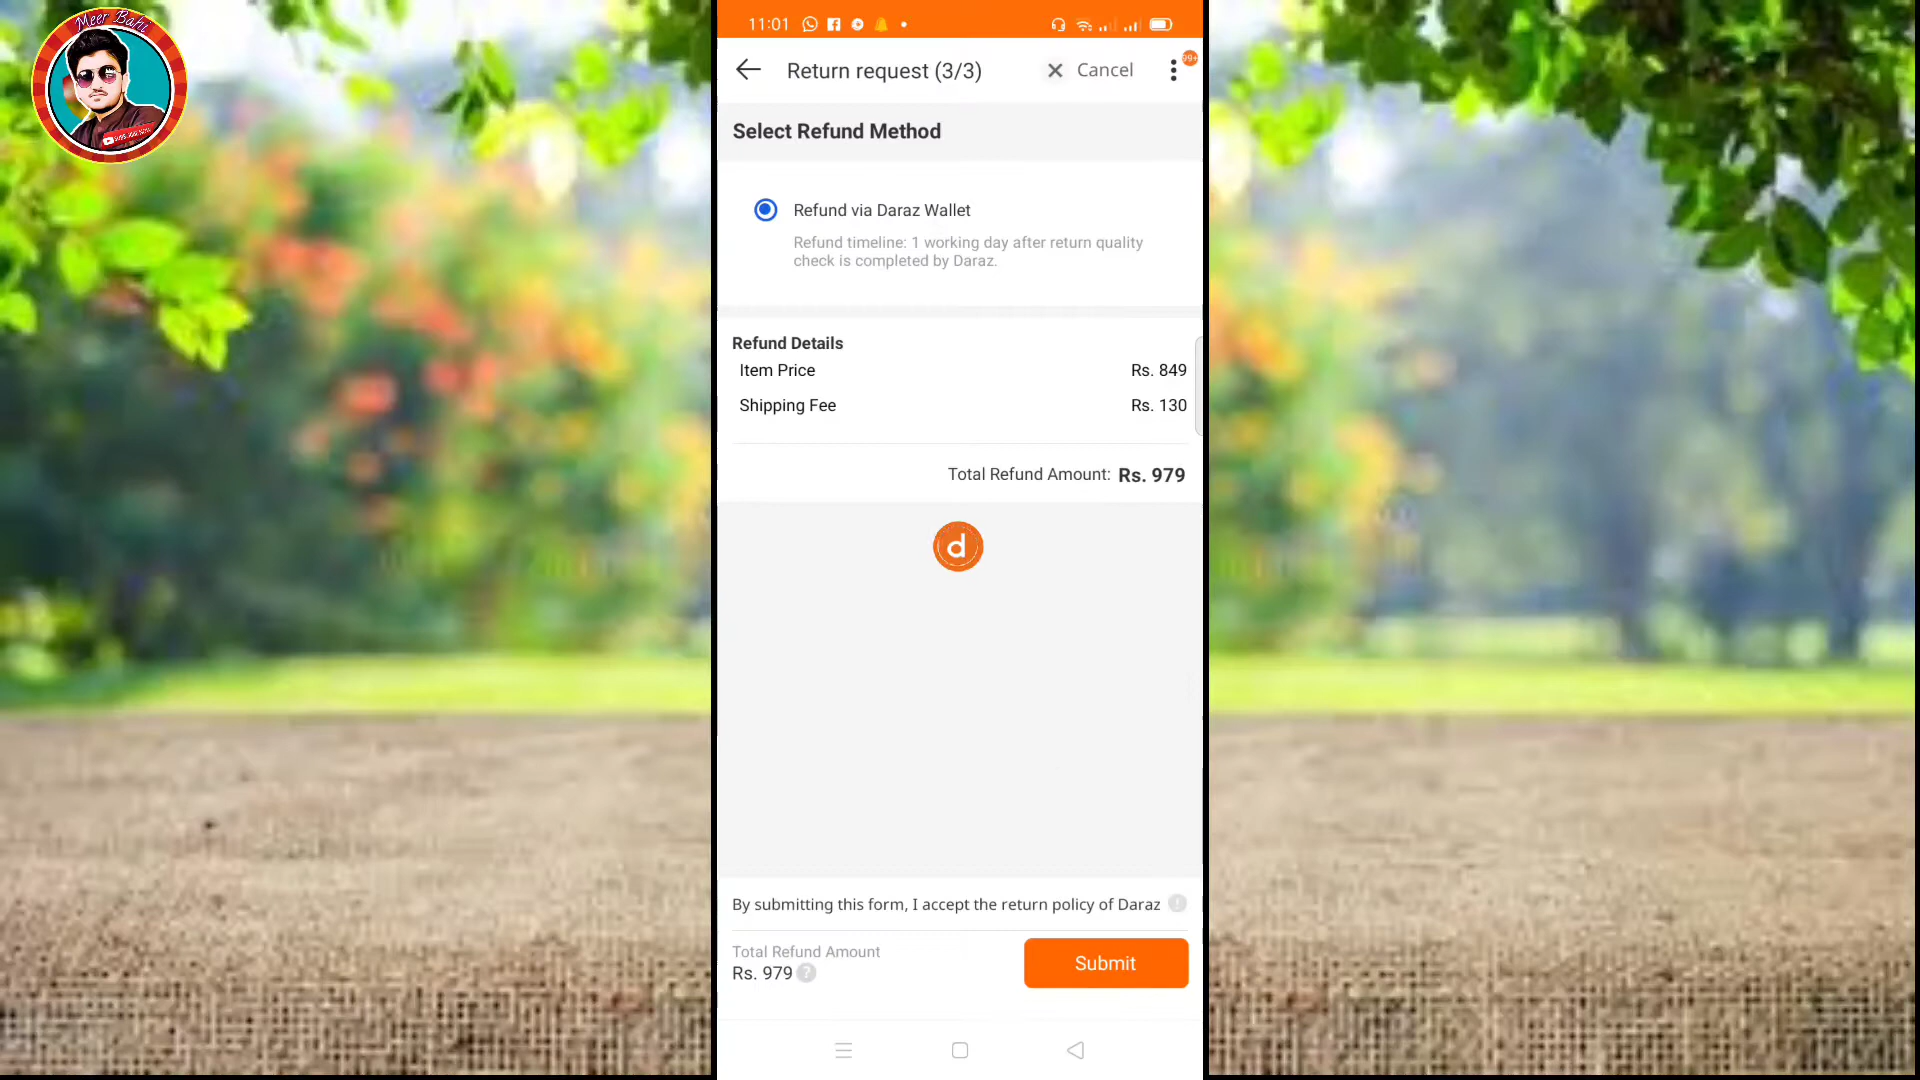 Meer Bahi
11:01
Return request (3/3)
Cancel
99+
Select Refund Method
Refund via Daraz Wallet
Refund timeline: 1 working day after return quality
check is completed by Daraz.
Refund Details
Item Price Rs. 849
Shipping Fee Rs. 130
Total Refund Amount: Rs. 979
d
By submitting this form, I accept the return policy of Daraz
Total Refund Amount
Rs. 979 ?
Submit